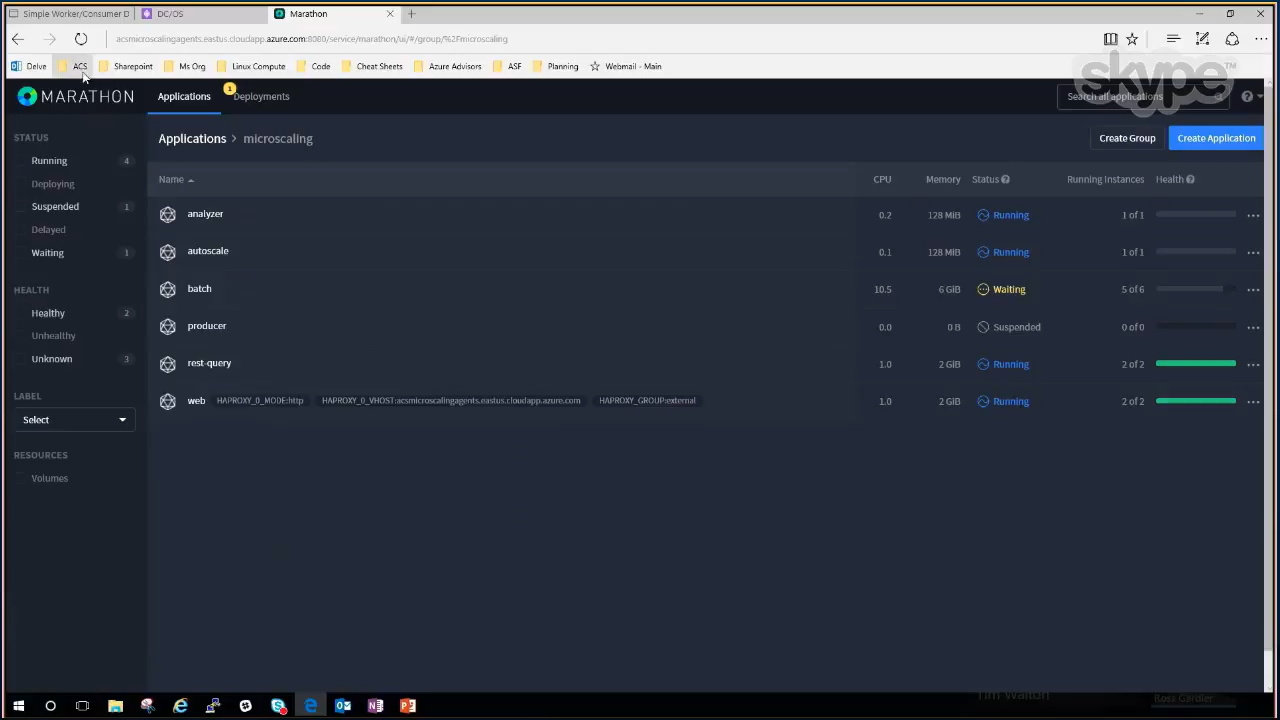 Simple Worker/Consumer D
DC/OS
Marathon
acsmicroscalingagents.eastus.cloudapp.azure.com:8080/service/marathon/ui/#/group/%2Fmicroscaling
Delve ACS Sharepoint Ms Org Linux Compute Code Cheat Sheets Azure Advisors ASF Planning Webmail - Main
skype™
MARATHON Applications 1 Deployments Search all applications
STATUS
Running 4
Deploying
Suspended 1
Delayed
Waiting 1
HEALTH
Healthy 2
Unhealthy
Unknown 3
LABEL
Select
RESOURCES
Volumes
Applications > microscaling Create Group Create Application
Name CPU Memory Status Running Instances Health
analyzer 0.2 128 MiB Running 1 of 1
autoscale 0.1 128 MiB Running 1 of 1
batch 10.5 6 GiB Waiting 5 of 6
producer 0.0 0 B Suspended 0 of 0
rest-query 1.0 2 GiB Running 2 of 2
web HAPROXY_0_MODE:http HAPROXY_0_VHOST:acsmicroscalingagents.eastus.cloudapp.azure.com HAPROXY_GROUP:external 1.0 2 GiB Running 2 of 2
Tim Walton Ross Gardler